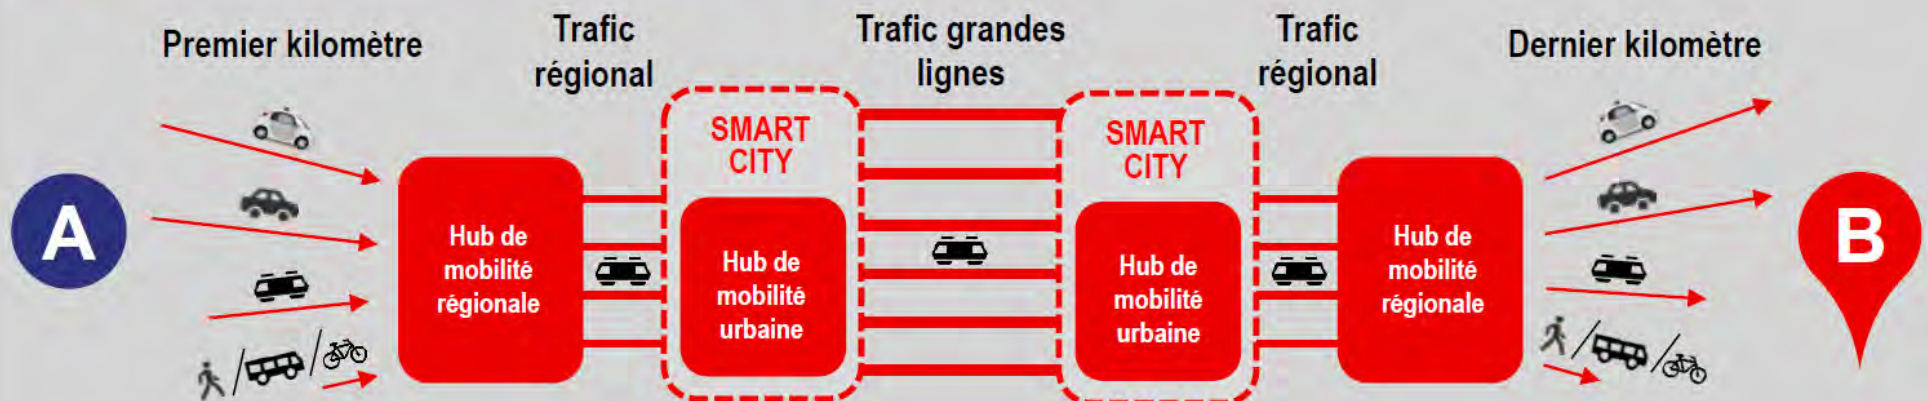 Premier kilomètre
Trafic
régional
Trafic grandes
lignes
Trafic
régional
Dernier kilomètre
A
Hub de
mobilité
régionale
SMART
CITY
Hub de
mobilité
urbaine
SMART
CITY
Hub de
mobilité
urbaine
Hub de
mobilité
régionale
B